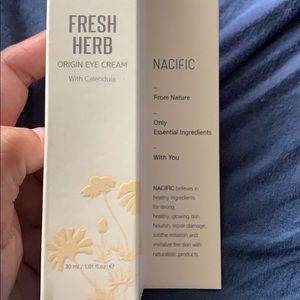 FRESH
HERB
ORIGIN EYE CREAM
With Calendula
30 ml / 1.01 fl.oz. ℮
NACIFIC
–
From Nature
–
Only
Essential Ingredients
–
With You
NACIFIC believes in
healthy ingredients
for strong,
healthy, glowing skin.
Nourish, repair damage,
soothe irritation and
revitalize the skin with
naturalistic products.